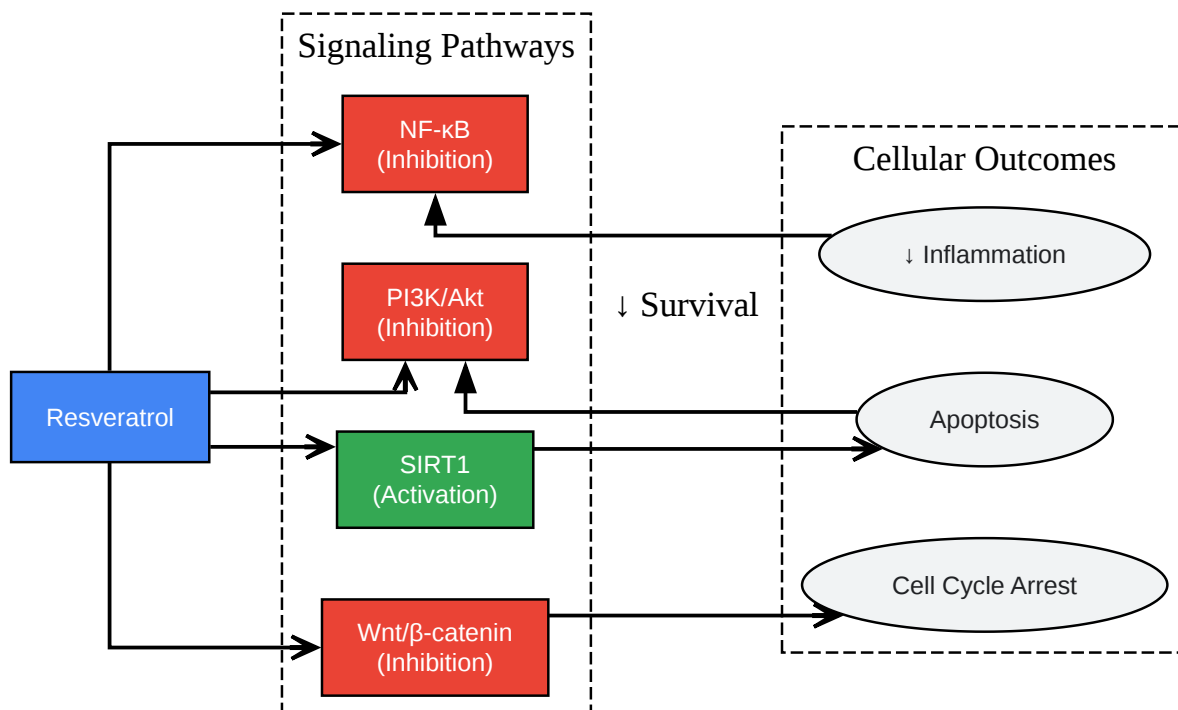 Signaling Pathways
NF-κB
(Inhibition)
Cellular Outcomes
↓ Inflammation
PI3K/Akt
(Inhibition)
↓ Survival
Resveratrol
Apoptosis
SIRT1
(Activation)
Cell Cycle Arrest
Wnt/β-catenin
(Inhibition)